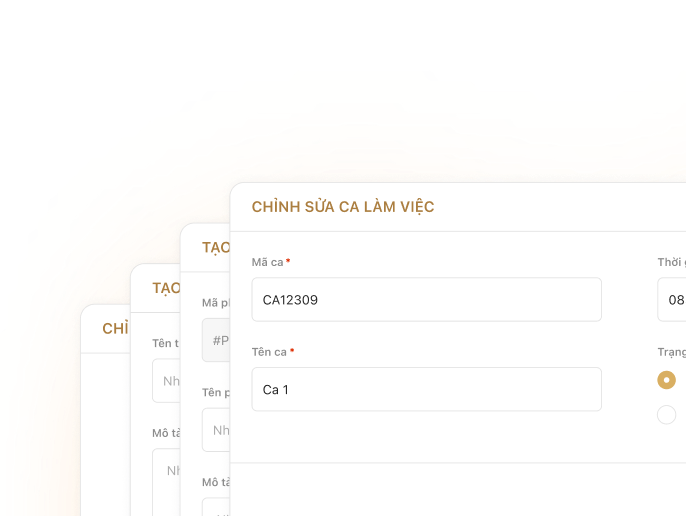 CHỈNH SỬA CA LÀM VIỆC
Mã ca *
CA12309
Tên ca *
Ca 1
Thời
08
Trạng
TẠO
Mã
#P
Tên
Nh
Mô tả
TẠO
Tên
Nh
Mô tả
Nh
CHỈ